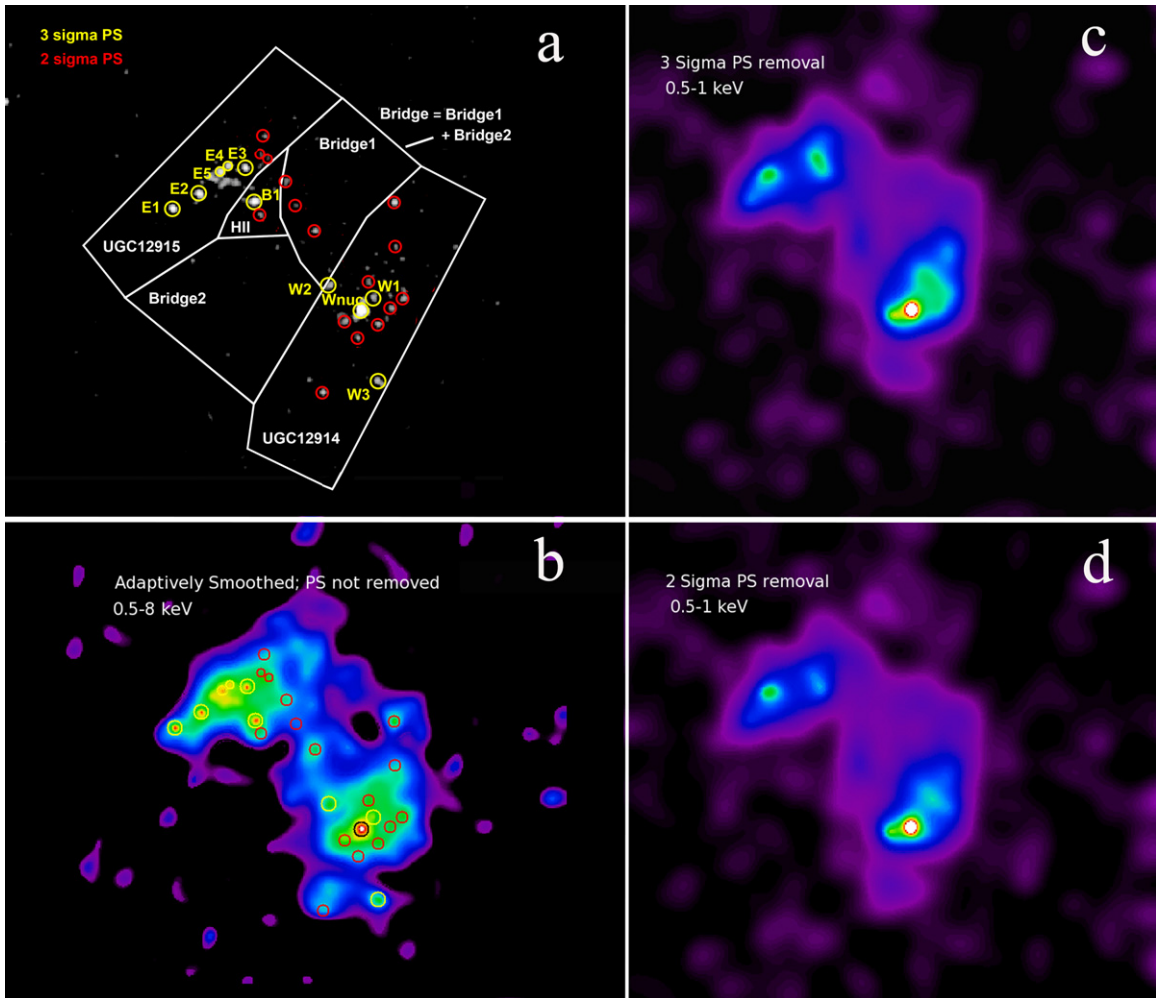 3 sigma PS
2 sigma PS
a
Bridge = Bridge1
+ Bridge2
Bridge1
E4
E3
E5
E2
E1
B1
HII
UGC12915
Bridge2
W2
W1
Wnuc
W3
UGC12914
c
3 Sigma PS removal
0.5-1 keV
b
Adaptively Smoothed; PS not removed
0.5-8 keV
d
2 Sigma PS removal
0.5-1 keV